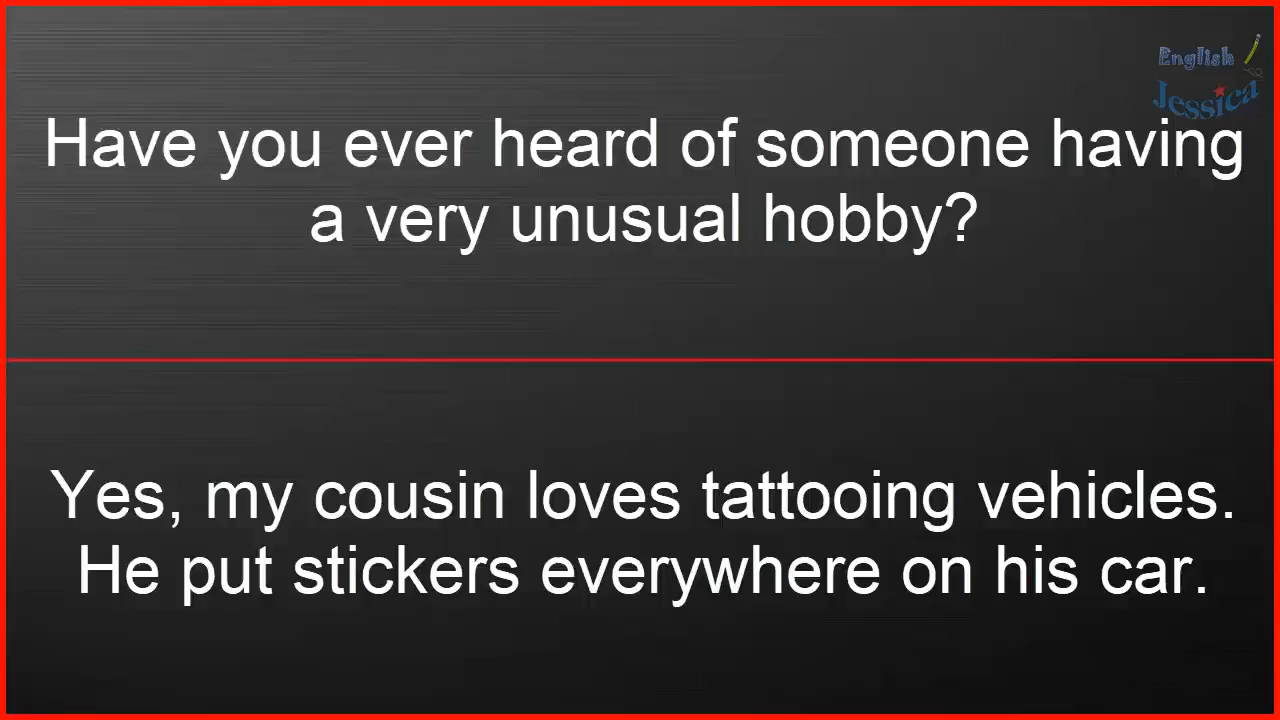 English
Jessica
Have you ever heard of someone having
a very unusual hobby?
Yes, my cousin loves tattooing vehicles.
He put stickers everywhere on his car.